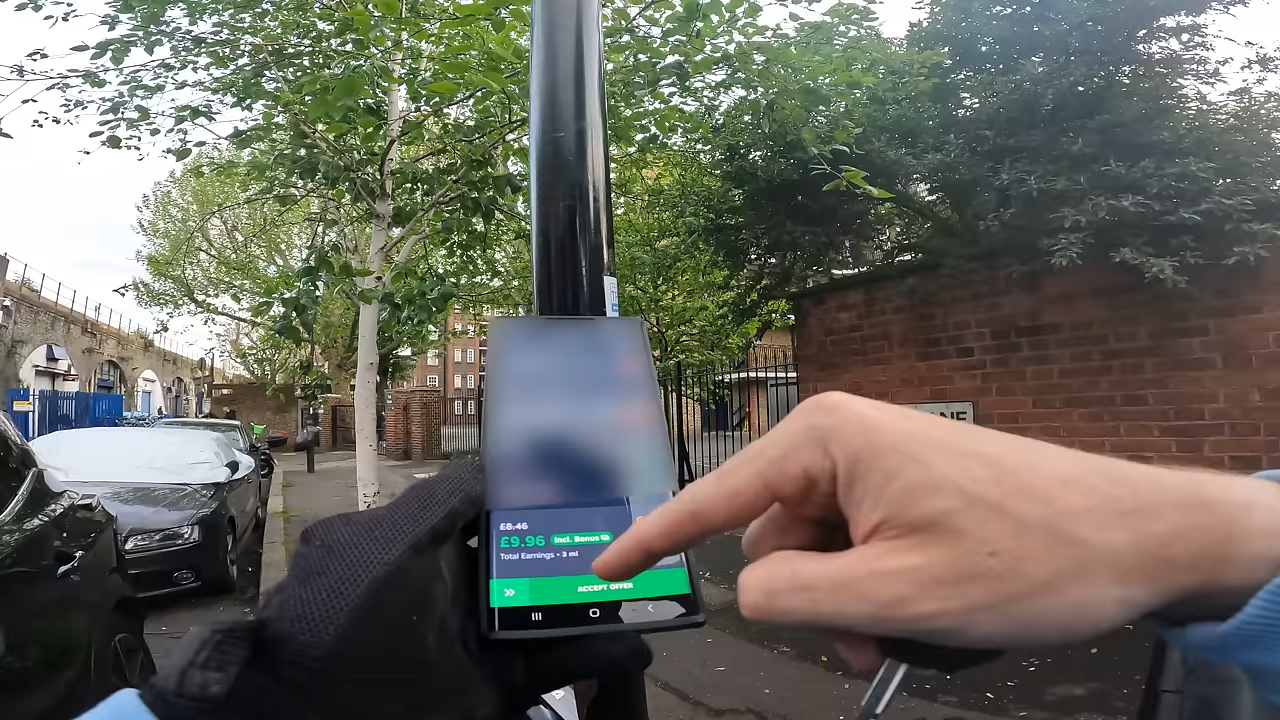 £8.46
£9.96 Incl. Bonus
Total Earnings • 3 mi
ACCEPT OFFER